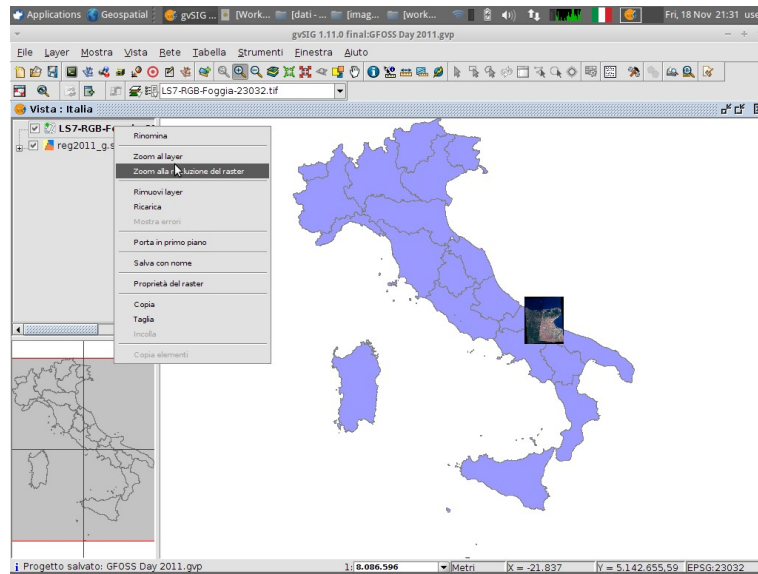 Applications Geospatial gvSIG ... [Work... [dati - ... [imag... [work... Fri, 18 Nov 21:31 use
gvSIG 1.11.0 final:GFOSS Day 2011.gvp
File Layer Mostra Vista Rete Tabella Strumenti Finestra Aiuto
LS7-RGB-Foggia-23032.tif
Vista : Italia
LS7-RGB-F
reg2011_g.s
Rinomina
Zoom al layer
Zoom alla risoluzione del raster
Rimuovi layer
Ricarica
Mostra errori
Porta in primo piano
Salva con nome
Proprietà del raster
Copia
Taglia
Incolla
Copia elementi
Progetto salvato: GFOSS Day 2011.gvp 1: 8.086.596 Metri X = -21.837 Y = 5.142.655,59 EPSG:23032